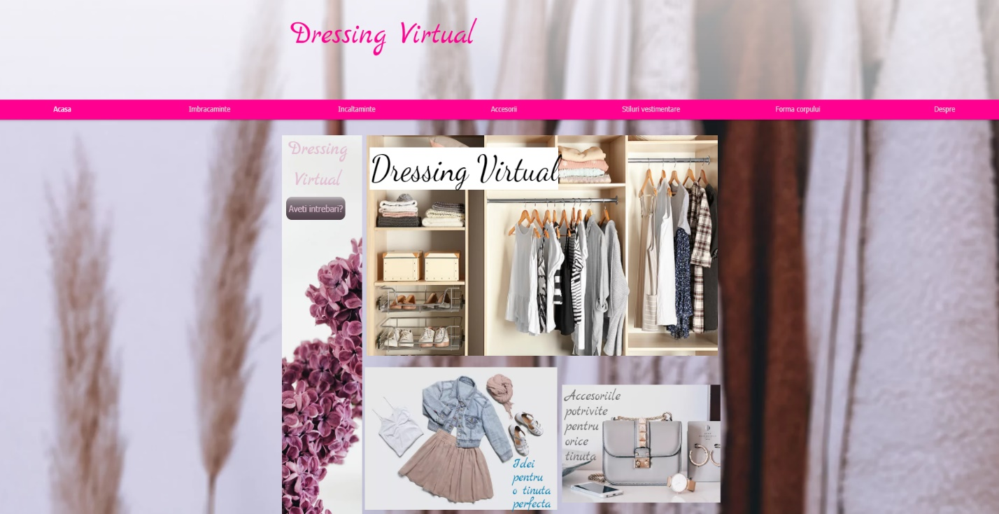 Dressing Virtual
Acasa Imbracaminte Incaltaminte Accesorii Stiluri vestimentare Forma corpului Despre
Dressing
Virtual
Aveti intrebari?
Dressing Virtual
Idei
pentru
o tinuta
perfecta
Accesoriile
potrivite
pentru
orice
tinuta